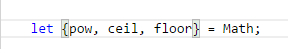 let {pow, ceil, floor} = Math;